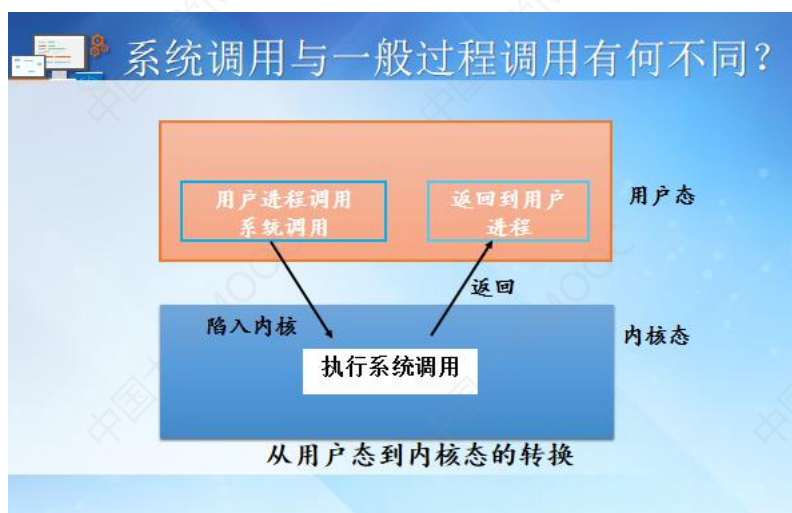 系统调用与一般过程调用有何不同?
用户进程调用
系统调用
返回到用户
进程
用户态
返回
陷入内核
内核态
执行系统调用
从用户态到内核态的转换